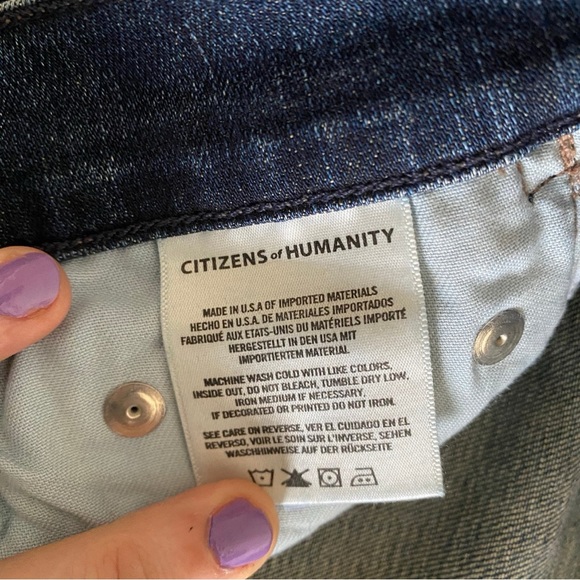 CITIZENS of HUMANITY
MADE IN U.S.A OF IMPORTED MATERIALS
HECHO EN U.S.A. DE MATERIALES IMPORTADOS
FABRIQUÉ AUX ETATS-UNIS DU MATÉRIELS IMPORTÉ
HERGESTELLT IN DEN USA MIT
IMPORTIERTEM MATERIAL
MACHINE WASH COLD WITH LIKE COLORS,
INSIDE OUT, DO NOT BLEACH, TUMBLE DRY LOW,
IRON MEDIUM IF NECESSARY.
IF DECORATED OR PRINTED DO NOT IRON.
SEE CARE ON REVERSE, VER EL CUIDADO EN EL
REVERSO, VOIR LE SOIN SUR L'INVERSE, SEHEN
WASCHHINWEISE AUF DER RÜCKSEITE